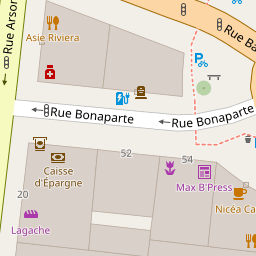 Rue Arson
Asie Riviera
Rue Ba
Rue Bonaparte
Rue Bonaparte
52
54
Caisse
d'Épargne
Max B'Press
20
Nicéa Ca
Lagache